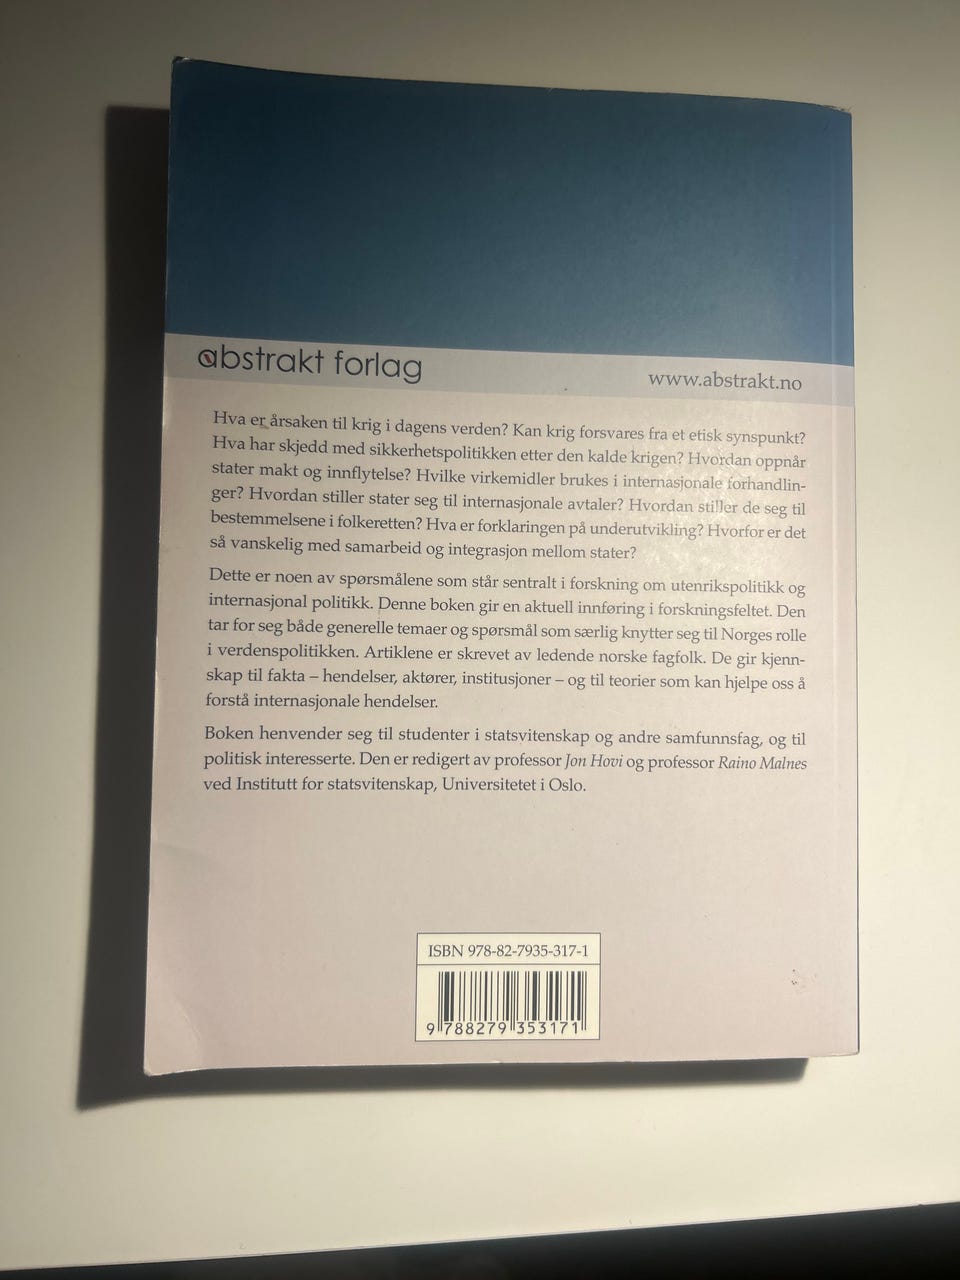 abstrakt forlag
www.abstrakt.no
Hva er årsaken til krig i dagens verden? Kan krig forsvares fra et etisk synspunkt?
Hva har skjedd med sikkerhetspolitikken etter den kalde krigen? Hvordan oppnår
stater makt og innflytelse? Hvilke virkemidler brukes i internasjonale forhandlin-
ger? Hvordan stiller stater seg til internasjonale avtaler? Hvordan stiller de seg til
bestemmelsene i folkeretten? Hva er forklaringen på underutvikling? Hvorfor er det
så vanskelig med samarbeid og integrasjon mellom stater?
Dette er noen av spørsmålene som står sentralt i forskning om utenrikspolitikk og
internasjonal politikk. Denne boken gir en aktuell innføring i forskningsfeltet. Den
tar for seg både generelle temaer og spørsmål som særlig knytter seg til Norges rolle
i verdenspolitikken. Artiklene er skrevet av ledende norske fagfolk. De gir kjenn-
skap til fakta – hendelser, aktører, institusjoner – og til teorier som kan hjelpe oss å
forstå internasjonale hendelser.
Boken henvender seg til studenter i statsvitenskap og andre samfunnsfag, og til
politisk interesserte. Den er redigert av professor Jon Hovi og professor Raino Malnes
ved Institutt for statsvitenskap, Universitetet i Oslo.
ISBN 978-82-7935-317-1
9 788279 353171